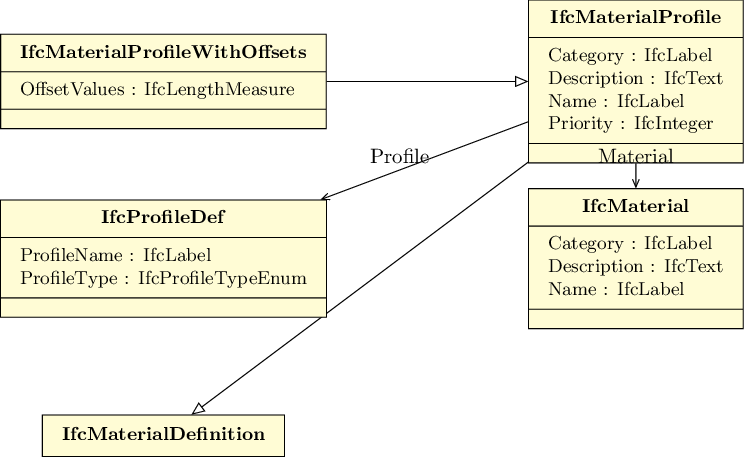 IfcMaterialProfileWithOffsets
OffsetValues : IfcLengthMeasure
IfcMaterialProfile
Category : IfcLabel
Description : IfcText
Name : IfcLabel
Priority : IfcInteger
Profile
Material
IfcProfileDef
ProfileName : IfcLabel
ProfileType : IfcProfileTypeEnum
IfcMaterial
Category : IfcLabel
Description : IfcText
Name : IfcLabel
IfcMaterialDefinition